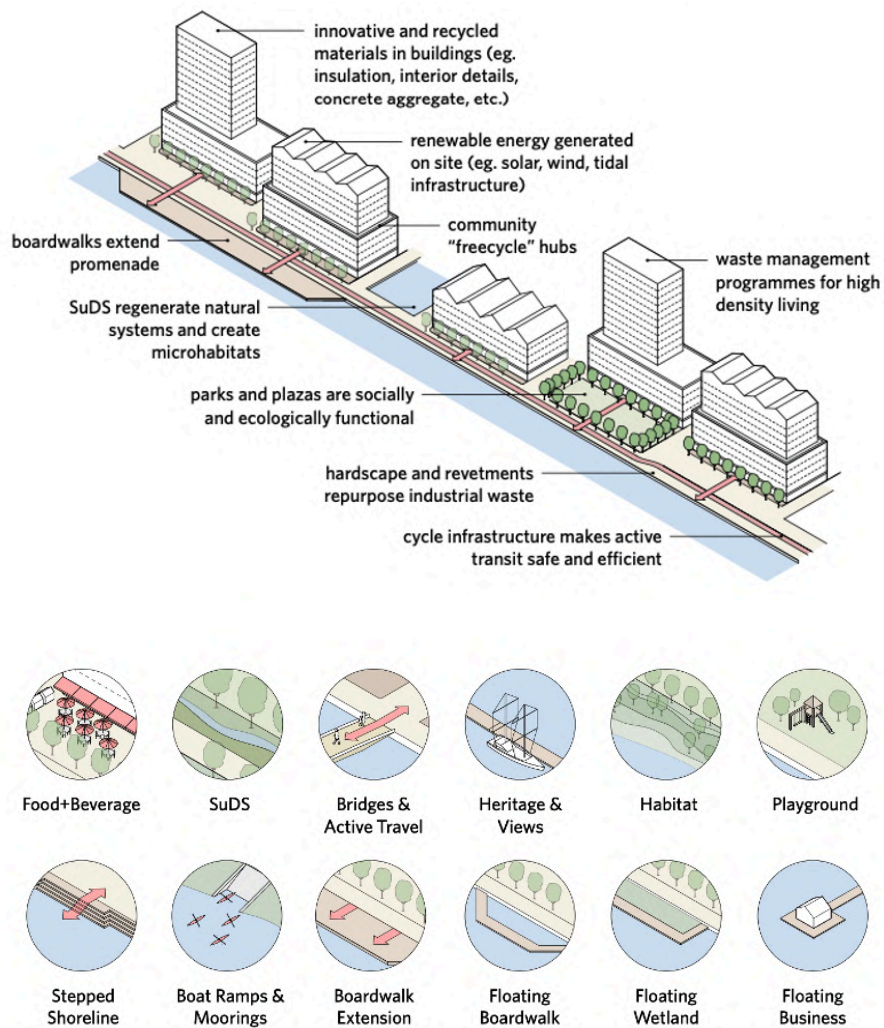 innovative and recycled
materials in buildings (eg.
insulation, interior details,
concrete aggregate, etc.)
renewable energy generated
on site (eg. solar, wind, tidal
infrastructure)
community
"freecycle" hubs
boardwalks extend
promenade
waste management
programmes for high
density living
SuDS regenerate natural
systems and create
microhabitats
parks and plazas are socially
and ecologically functional
hardscape and revetments
repurpose industrial waste
cycle infrastructure makes active
transit safe and efficient
Food+Beverage
SuDS
Bridges &
Active Travel
Heritage &
Views
Habitat
Playground
Stepped
Shoreline
Boat Ramps &
Moorings
Boardwalk
Extension
Floating
Boardwalk
Floating
Wetland
Floating
Business